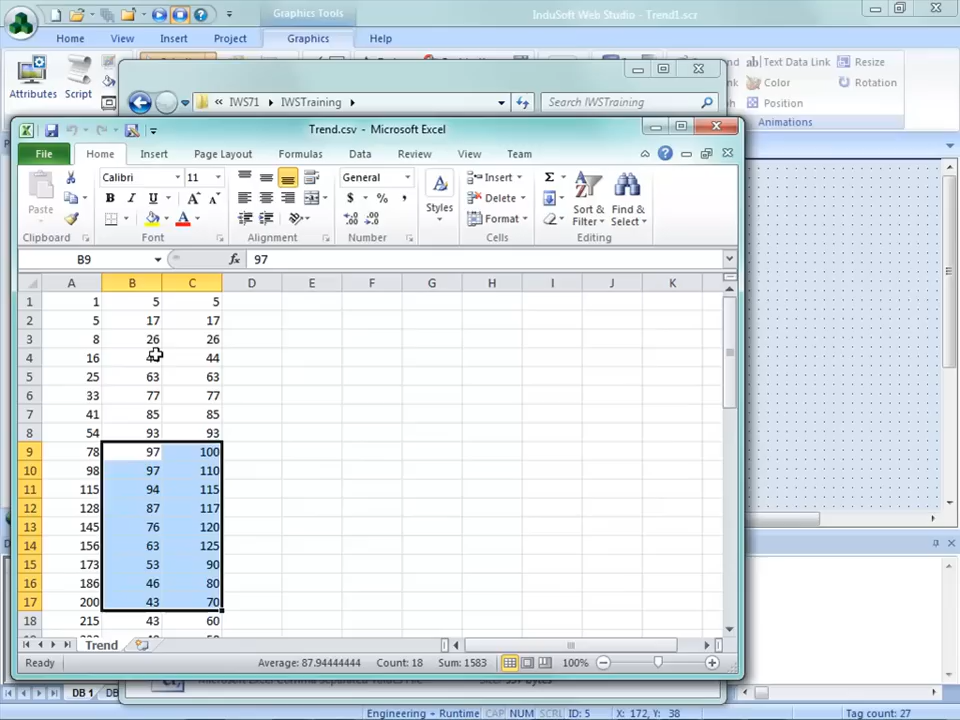 Graphics Tools
InduSoft Web Studio - Trend1.scr
Home View Insert Project Graphics Help
Attributes Script
Text Data Link Resize
Color Rotation
Position
Animations
IWS71 IWSTraining
Search IWSTraining
Trend.csv - Microsoft Excel
File Home Insert Page Layout Formulas Data Review View Team
Paste
Calibri 11
General
Styles
Insert
Delete
Format
Sort & Filter
Find & Select
Clipboard Font Alignment Number Cells Editing
B9 fx 97
A B C D E F G H I J K
1 1 5 5
2 5 17 17
3 8 26 26
4 16 44
5 25 63 63
6 33 77 77
7 41 85 85
8 54 93 93
9 78 97 100
10 98 97 110
11 115 94 115
12 128 87 117
13 145 76 120
14 156 63 125
15 173 53 90
16 186 46 80
17 200 43 70
18 215 43 60
Trend
Ready Average: 87.94444444 Count: 18 Sum: 1583 100%
DB 1 DB
Engineering + Runtime CAP NUM SCRL ID: 5 X: 172, Y: 38 Tag count: 27